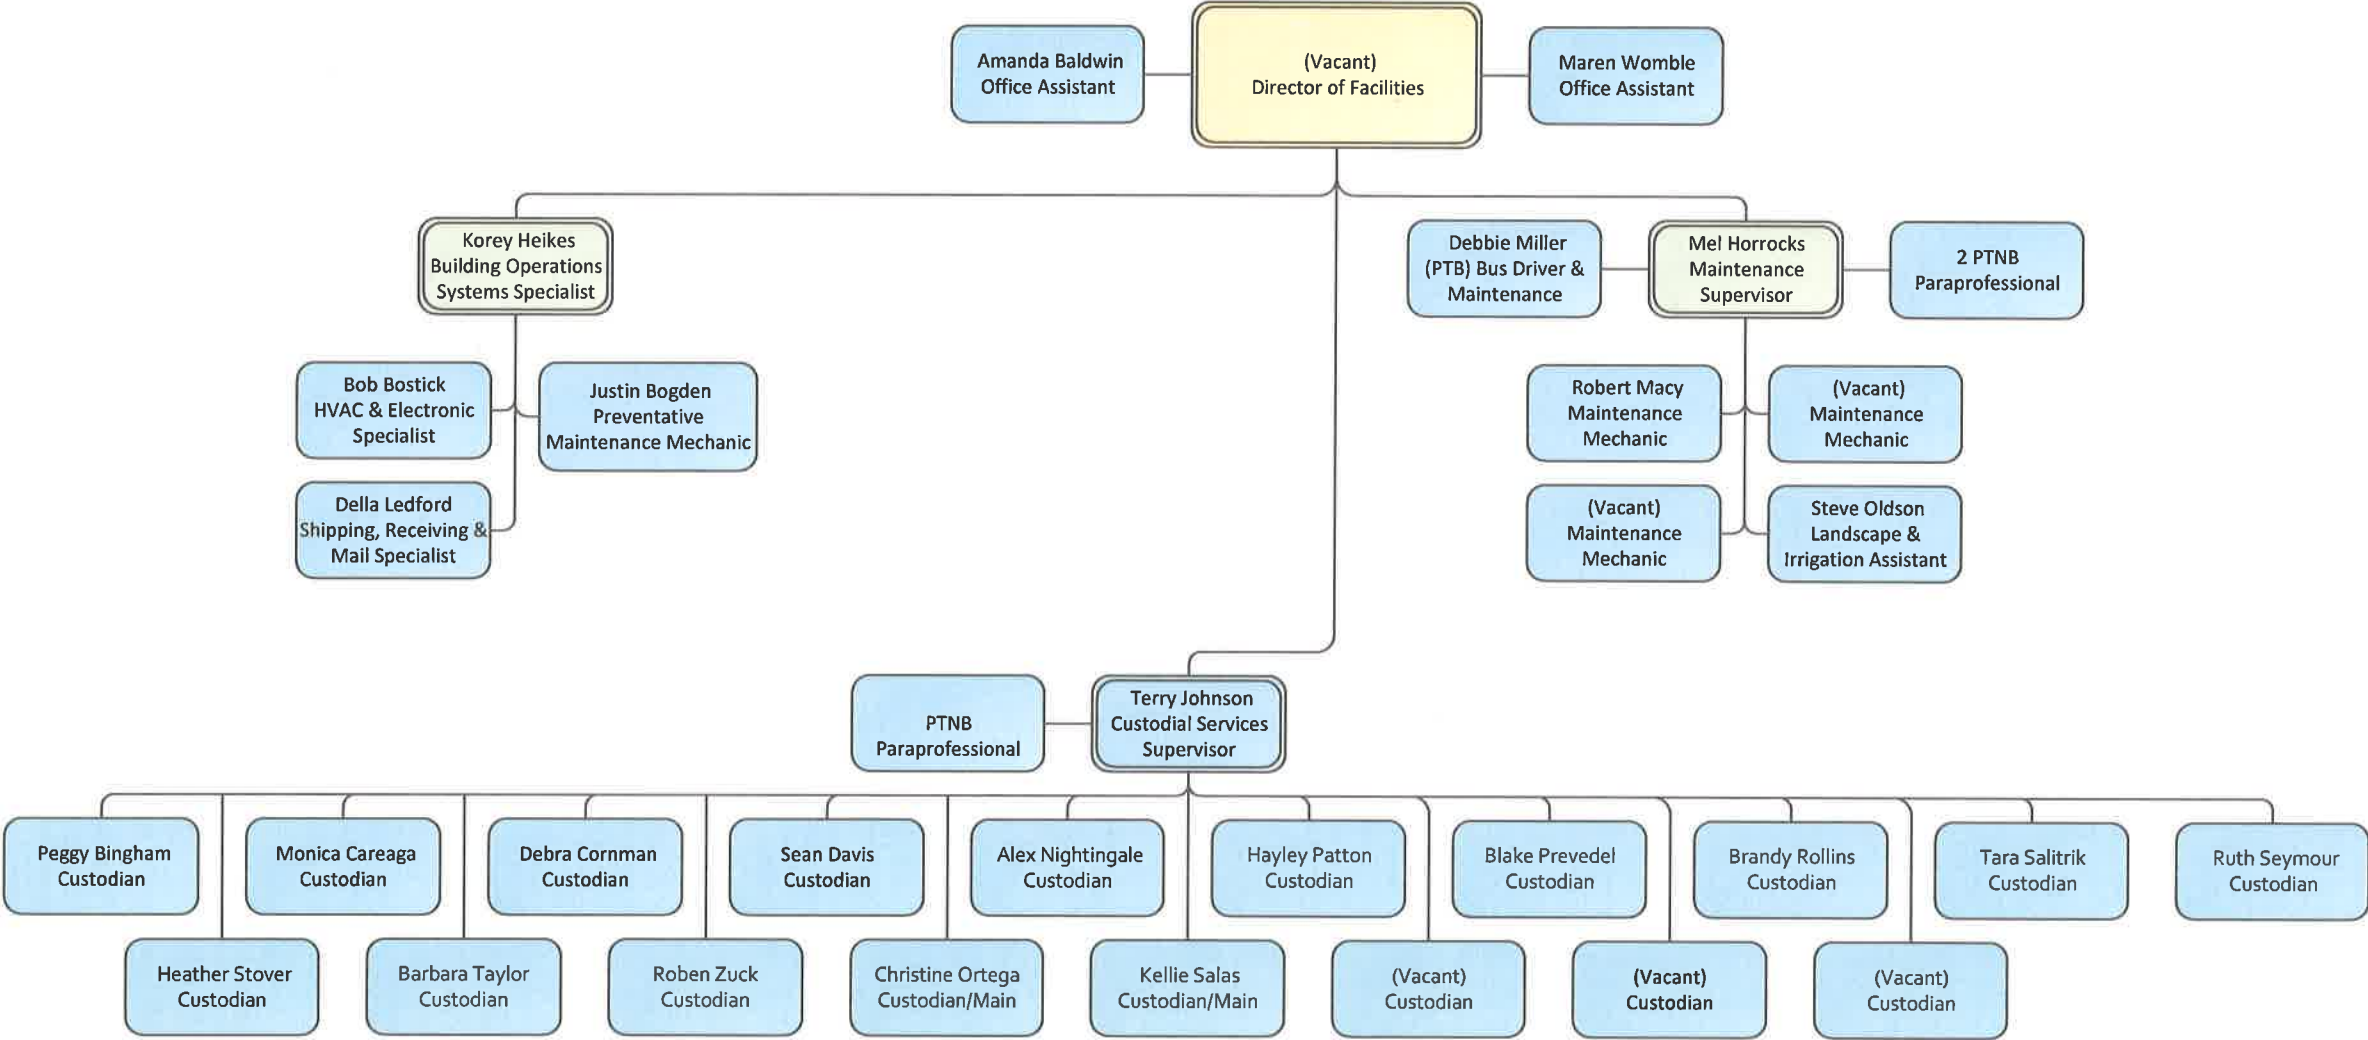 Amanda Baldwin
Office Assistant
(Vacant)
Director of Facilities
Maren Womble
Office Assistant
Korey Heikes
Building Operations
Systems Specialist
Debbie Miller
(PTB) Bus Driver &
Maintenance
Mel Horrocks
Maintenance
Supervisor
2 PTNB
Paraprofessional
Bob Bostick
HVAC & Electronic
Specialist
Justin Bogden
Preventative
Maintenance Mechanic
Robert Macy
Maintenance
Mechanic
(Vacant)
Maintenance
Mechanic
Della Ledford
Shipping, Receiving &
Mail Specialist
(Vacant)
Maintenance
Mechanic
Steve Oldson
Landscape &
Irrigation Assistant
PTNB
Paraprofessional
Terry Johnson
Custodial Services
Supervisor
Peggy Bingham
Custodian
Monica Careaga
Custodian
Debra Cornman
Custodian
Sean Davis
Custodian
Alex Nightingale
Custodian
Hayley Patton
Custodian
Blake Prevedel
Custodian
Brandy Rollins
Custodian
Tara Salitrik
Custodian
Ruth Seymour
Custodian
Heather Stover
Custodian
Barbara Taylor
Custodian
Roben Zuck
Custodian
Christine Ortega
Custodian/Main
Kellie Salas
Custodian/Main
(Vacant)
Custodian
(Vacant)
Custodian
(Vacant)
Custodian